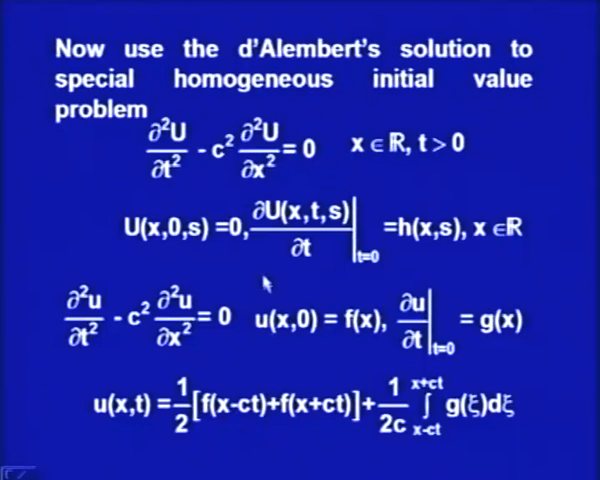 Now use the d'Alembert's solution to
special homogeneous initial value
problem
∂²U/∂t² - c² ∂²U/∂x² = 0   x ∈ ℝ, t > 0
U(x,0,s) =0, ∂U(x,t,s)/∂t |t=0 =h(x,s), x ∈ℝ
∂²u/∂t² - c² ∂²u/∂x² = 0   u(x,0) = f(x), ∂u/∂t |t=0 = g(x)
u(x,t) = 1/2 [f(x-ct)+f(x+ct)] + 1/2c ∫x-ct^x+ct g(ξ)dξ